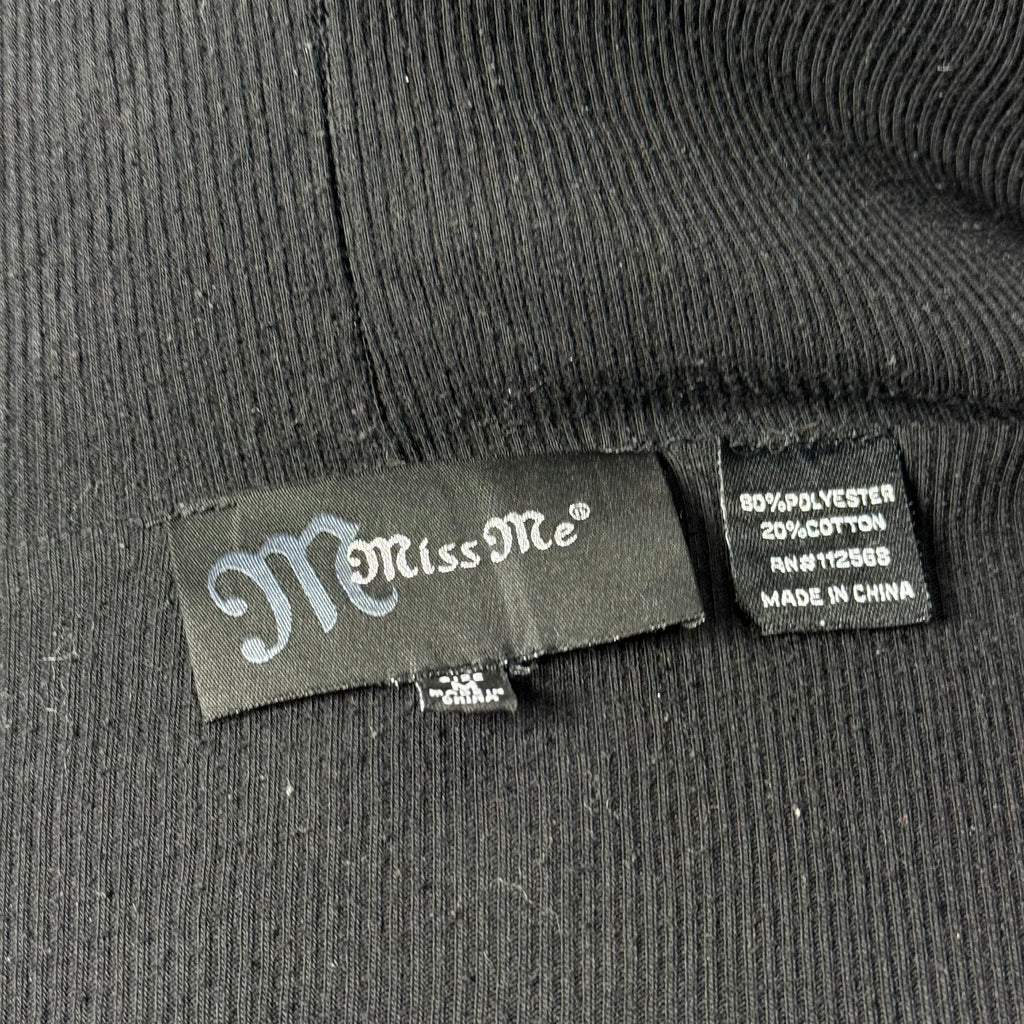 M Miss Me®
80%POLYESTER
20%COTTON
RN#112568
MADE IN CHINA
M